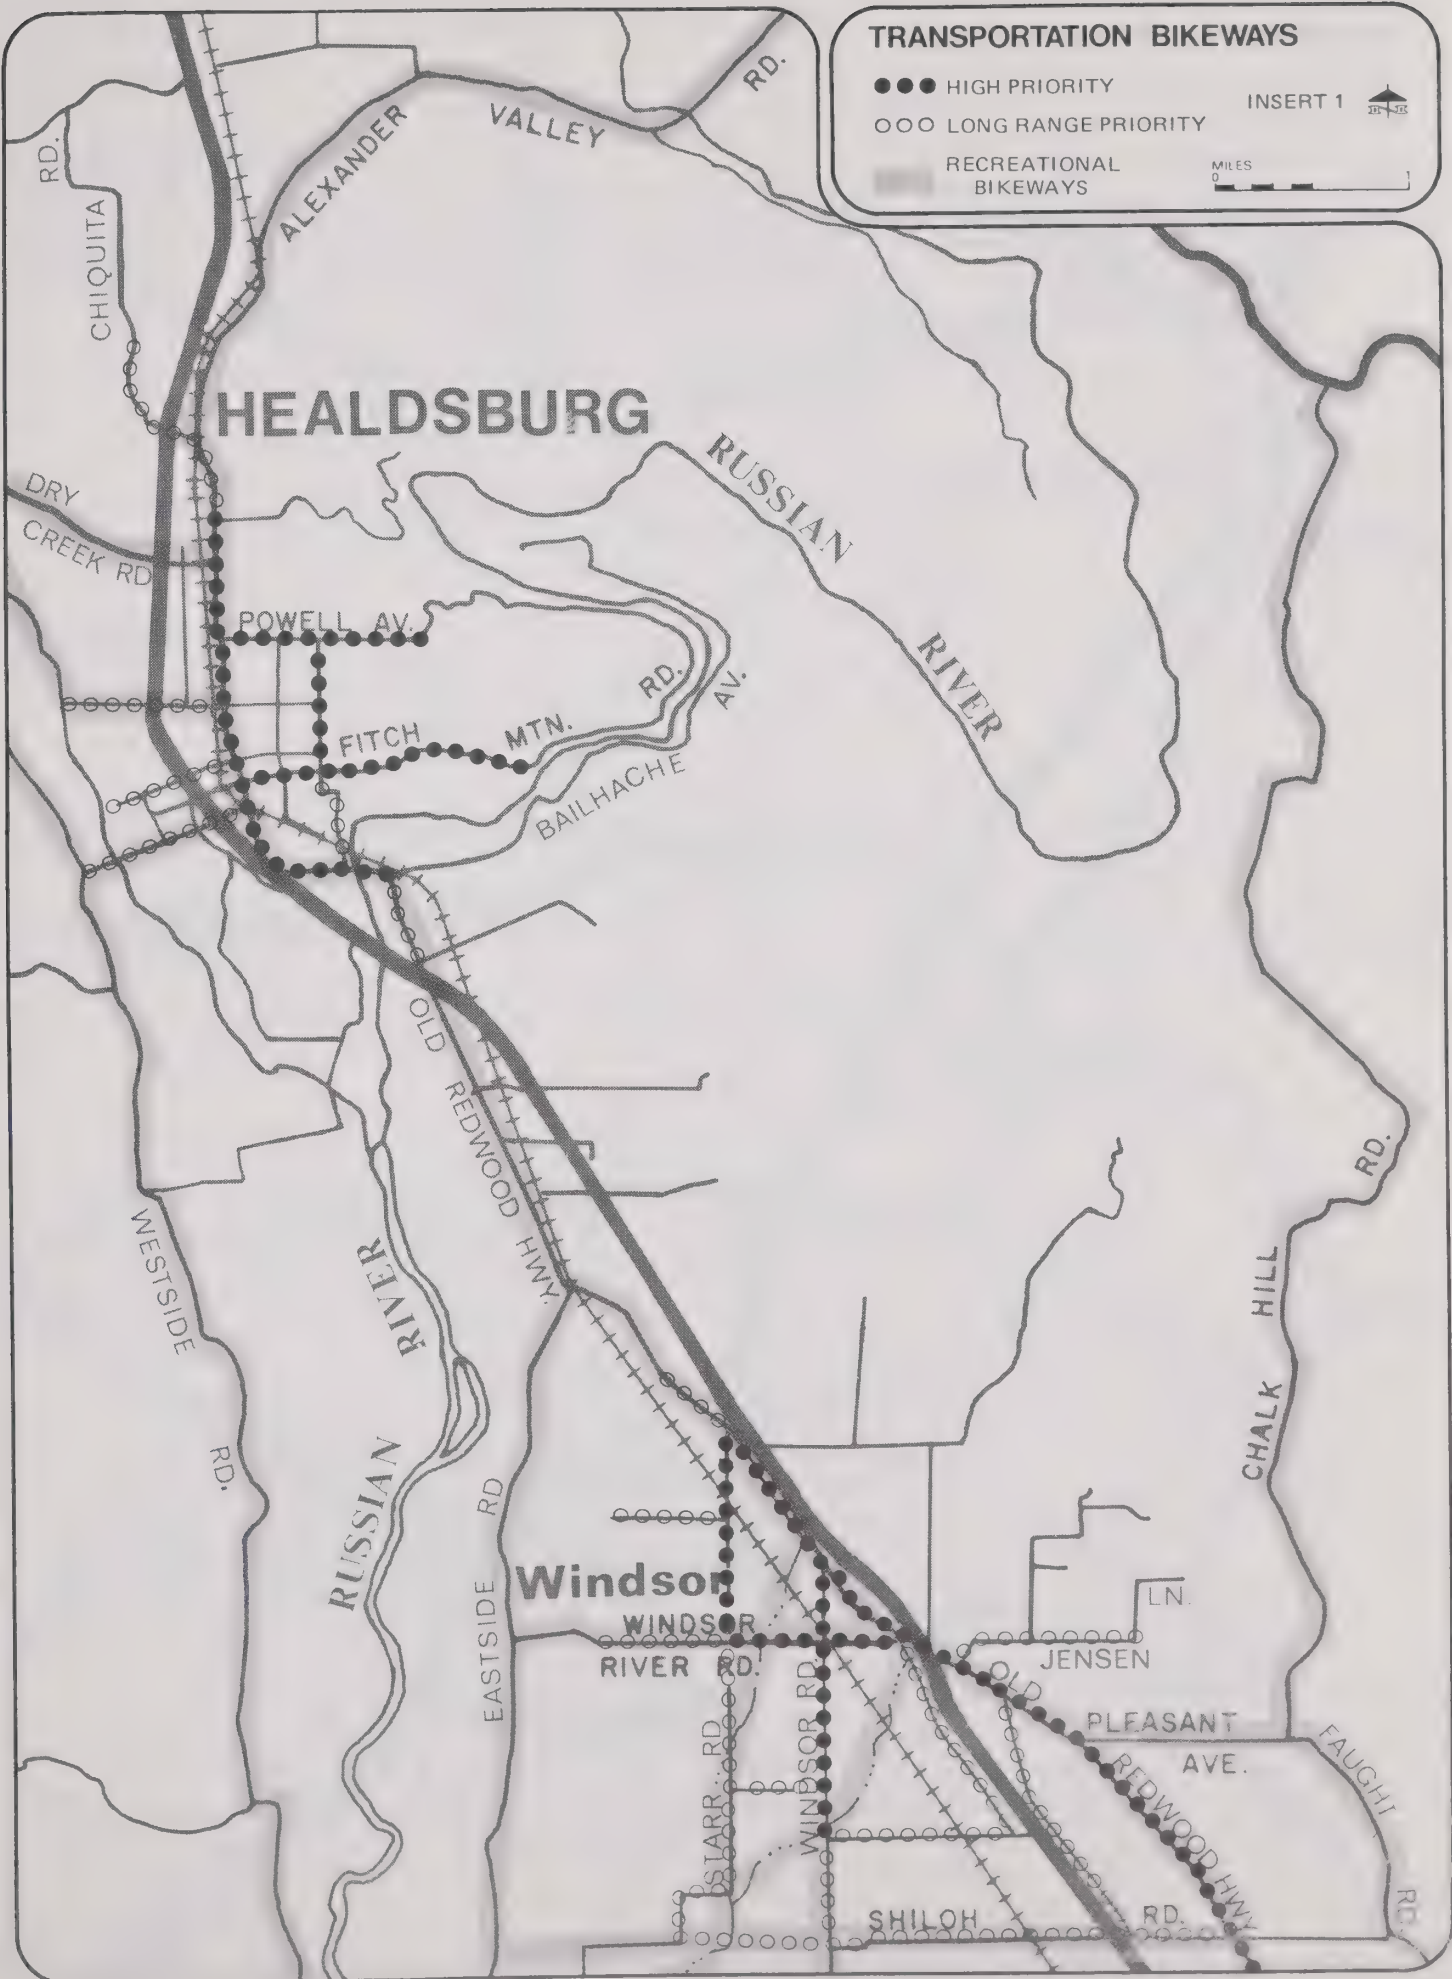 TRANSPORTATION BIKEWAYS
HIGH PRIORITY
INSERT 1
LONG RANGE PRIORITY
RECREATIONAL
BIKEWAYS
MILES
0 1
RD.
ALEXANDER
VALLEY
RD.
CHIQUITA
HEALDSBURG
RUSSIAN
RIVER
DRY
CREEK RD
POWELL AV.
FITCH
MTN.
RD.
AV.
BAILHACHE
OLD
REDWOOD
HWY.
WESTSIDE
RD.
RIVER
RUSSIAN
EASTSIDE
RD
RD.
HILL
CHALK
Windsor
WINDSOR
RIVER RD.
LN.
JENSEN
OLD
REDWOOD
HWY
PLEASANT
AVE.
FAUGHT
RD.
STARR RD
WINDSOR RD.
SHILOH
RD.